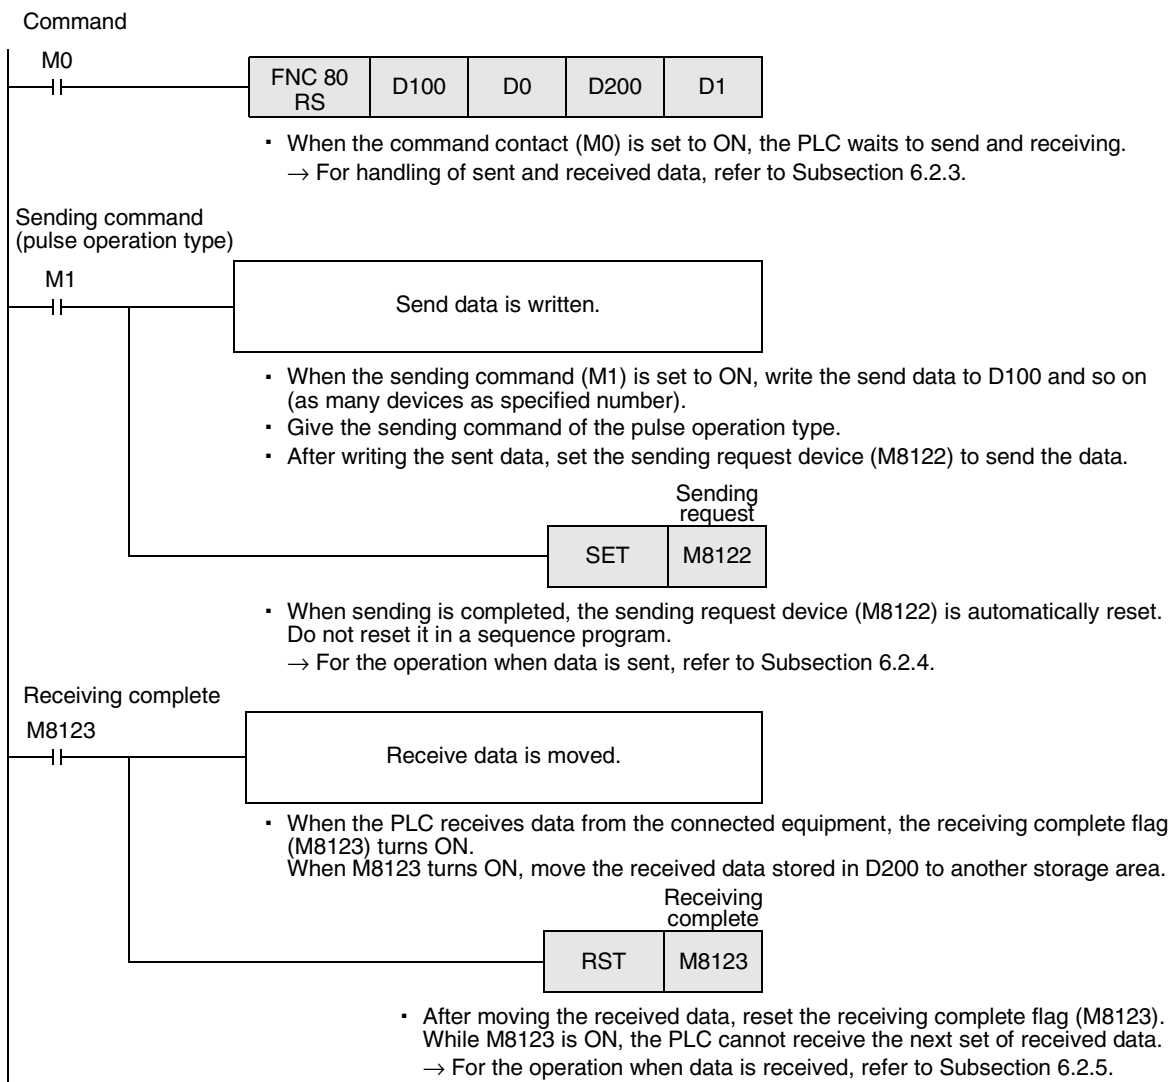 Command
M0
FNC 80
RS
D100
D0
D200
D1
▪ When the command contact (M0) is set to ON, the PLC waits to send and receiving.
→ For handling of sent and received data, refer to Subsection 6.2.3.
Sending command
(pulse operation type)
M1
Send data is written.
▪ When the sending command (M1) is set to ON, write the send data to D100 and so on
(as many devices as specified number).
▪ Give the sending command of the pulse operation type.
▪ After writing the sent data, set the sending request device (M8122) to send the data.
Sending
request
SET
M8122
▪ When sending is completed, the sending request device (M8122) is automatically reset.
Do not reset it in a sequence program.
→ For the operation when data is sent, refer to Subsection 6.2.4.
Receiving complete
M8123
Receive data is moved.
▪ When the PLC receives data from the connected equipment, the receiving complete flag
(M8123) turns ON.
When M8123 turns ON, move the received data stored in D200 to another storage area.
Receiving
complete
RST
M8123
▪ After moving the received data, reset the receiving complete flag (M8123).
While M8123 is ON, the PLC cannot receive the next set of received data.
→ For the operation when data is received, refer to Subsection 6.2.5.